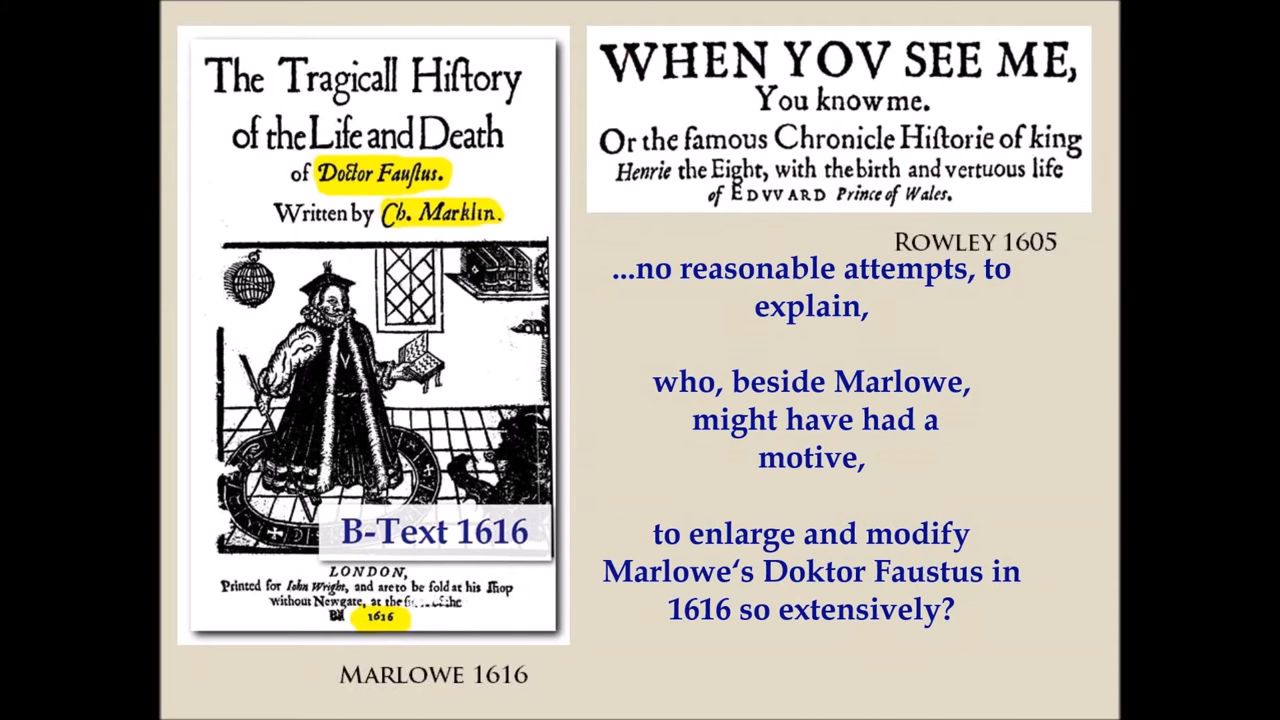 The Tragicall Hiſtory
of the Life and Death
of Doctor Fauſtus.
Written by Ch. Marklin.
B-Text 1616
LONDON,
Printed for Iohn Wright, and are to be ſold at his ſhop
without Newgate, at the of the
1616
MARLOWE 1616
WHEN YOV SEE ME,
You know me.
Or the famous Chronicle Hiſtorie of king
Henrie the Eight, with the birth and vertuous life
of EDVVARD Prince of Wales.
ROWLEY 1605
...no reasonable attempts, to
explain,
who, beside Marlowe,
might have had a
motive,
to enlarge and modify
Marlowe‘s Doktor Faustus in
1616 so extensively?